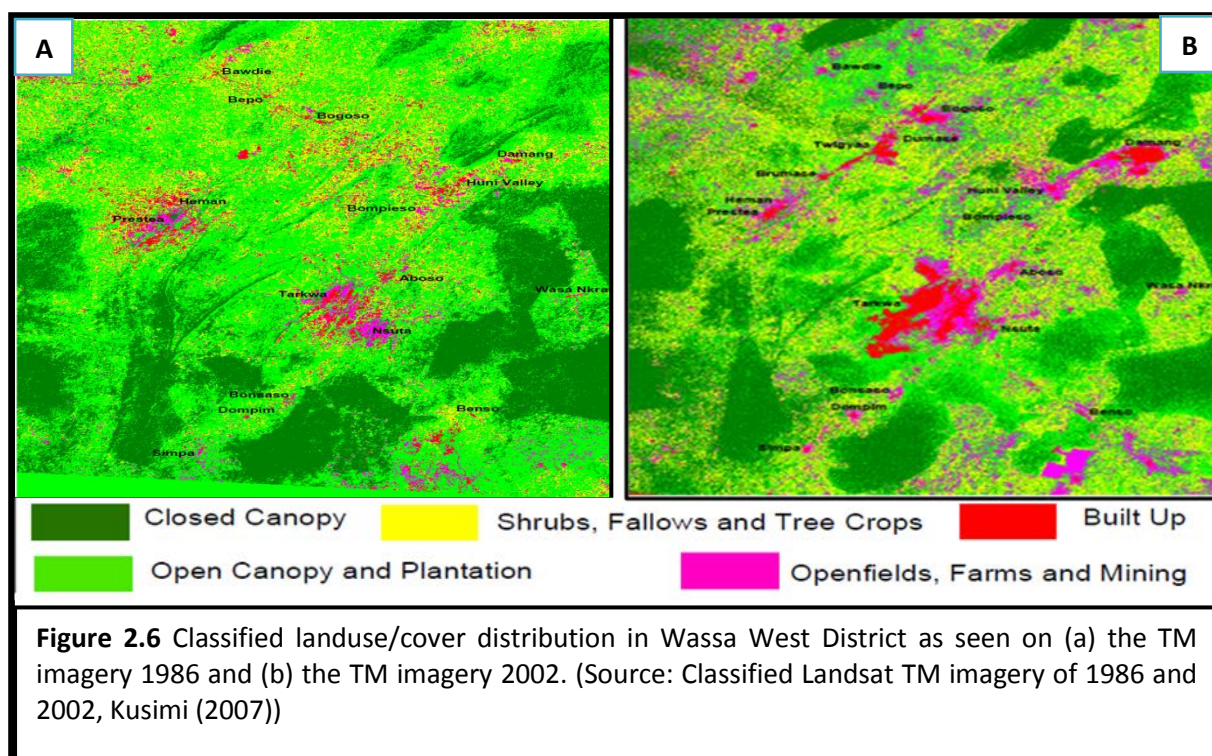 A
Bawdie
Bepo
Bogoso
Damang
Huni Valley
Heman
Bompieso
Prestea
Aboso
Tarkwa
Wasa Nkra
Nsuta
Bonsaso
Dompim
Benso
Simpa
B
Bawdie
Bepo
Bogoso
Dumase
Twigyaa
Damang
Brumase
Huni Valley
Heman
Prestea
Bompieso
Aboso
Wasa Nkra
Tarkwa
Nsuta
Bonsaso
Dompim
Benso
Simpa
Closed Canopy
Shrubs, Fallows and Tree Crops
Built Up
Open Canopy and Plantation
Openfields, Farms and Mining
Figure 2.6 Classified landuse/cover distribution in Wassa West District as seen on (a) the TM
imagery 1986 and (b) the TM imagery 2002. (Source: Classified Landsat TM imagery of 1986 and
2002, Kusimi (2007))